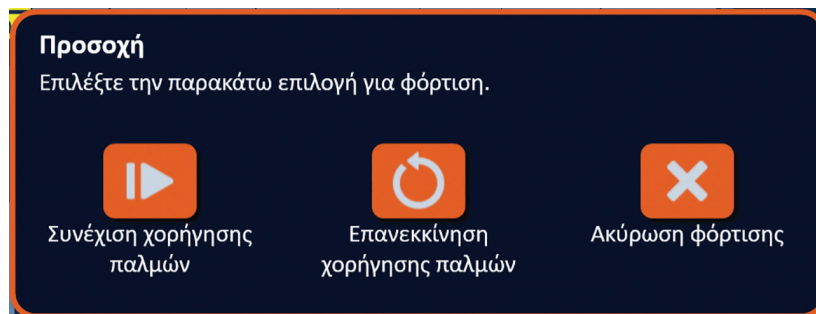 Προσοχή
Επιλέξτε την παρακάτω επιλογή για φόρτιση.
Συνέχιση χορήγησης
παλμών
Επανεκκίνηση
χορήγησης παλμών
Ακύρωση φόρτισης